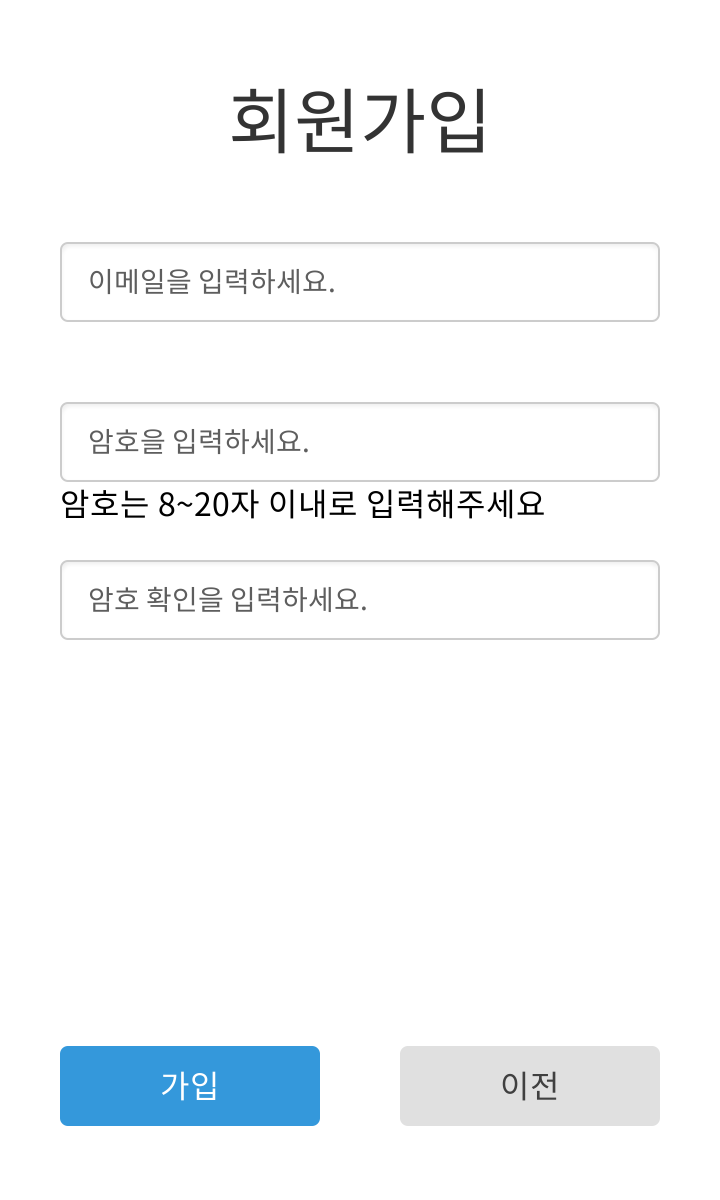 회원가입
이메일을 입력하세요.
암호을 입력하세요.
암호는 8~20자 이내로 입력해주세요
암호 확인을 입력하세요.
가입
이전